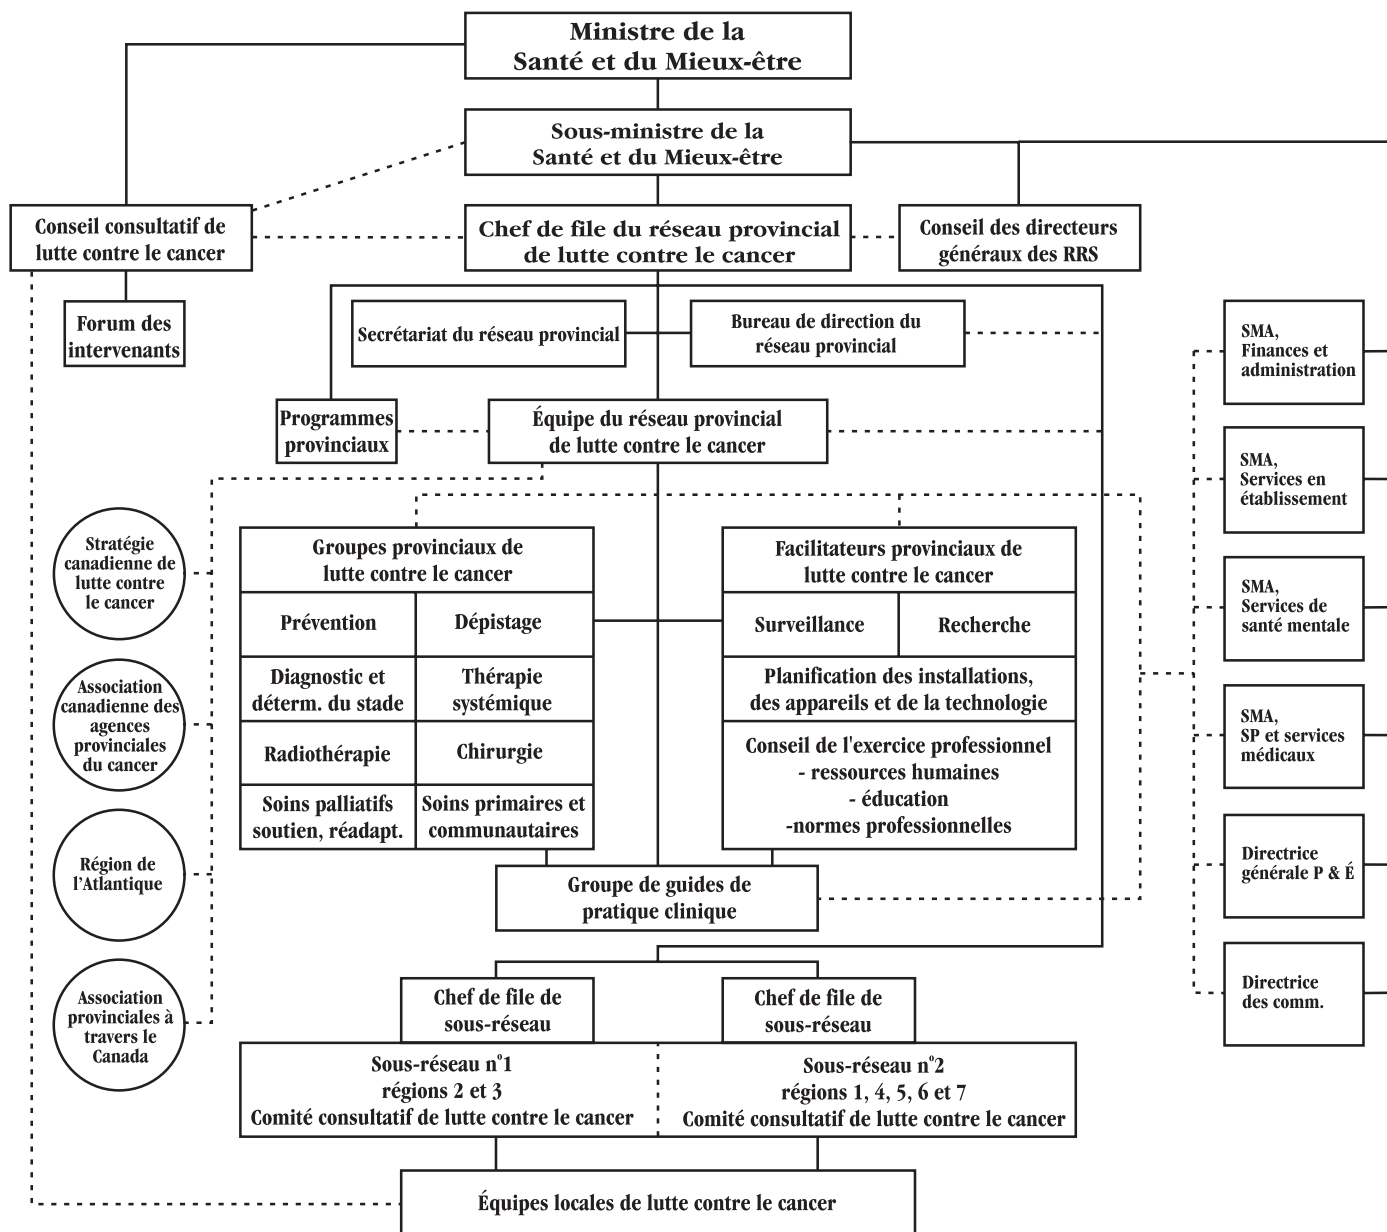 Ministre de la
Santé et du Mieux-être
Sous-ministre de la
Santé et du Mieux-être
Conseil consultatif de
lutte contre le cancer
Chef de file du réseau provincial
de lutte contre le cancer
Conseil des directeurs
généraux des RRS
Forum des
intervenants
Secrétariat du réseau provincial
Bureau de direction du
réseau provincial
Programmes
provinciaux
Équipe du réseau provincial
de lutte contre le cancer
Stratégie
canadienne de
lutte contre
le cancer
Association
canadienne des
agences
provinciales
du cancer
Région de
l'Atlantique
Association
provinciales à
travers le
Canada
Groupes provinciaux de
lutte contre le cancer
Prévention
Dépistage
Diagnostic et
déterm. du stade
Thérapie
systémique
Radiothérapie
Chirurgie
Soins palliatifs
soutien, réadapt.
Soins primaires et
communautaires
Facilitateurs provinciaux de
lutte contre le cancer
Surveillance
Recherche
Planification des installations,
des appareils et de la technologie
Conseil de l'exercice professionnel
- ressources humaines
- éducation
-normes professionnelles
Groupe de guides de
pratique clinique
SMA,
Finances et
administration
SMA,
Services en
établissement
SMA,
Services de
santé mentale
SMA,
SP et services
médicaux
Directrice
générale P & É
Directrice
des comm.
Chef de file de
sous-réseau
Chef de file de
sous-réseau
Sous-réseau nº1
régions 2 et 3
Comité consultatif de lutte contre le cancer
Sous-réseau nº2
régions 1, 4, 5, 6 et 7
Comité consultatif de lutte contre le cancer
Équipes locales de lutte contre le cancer